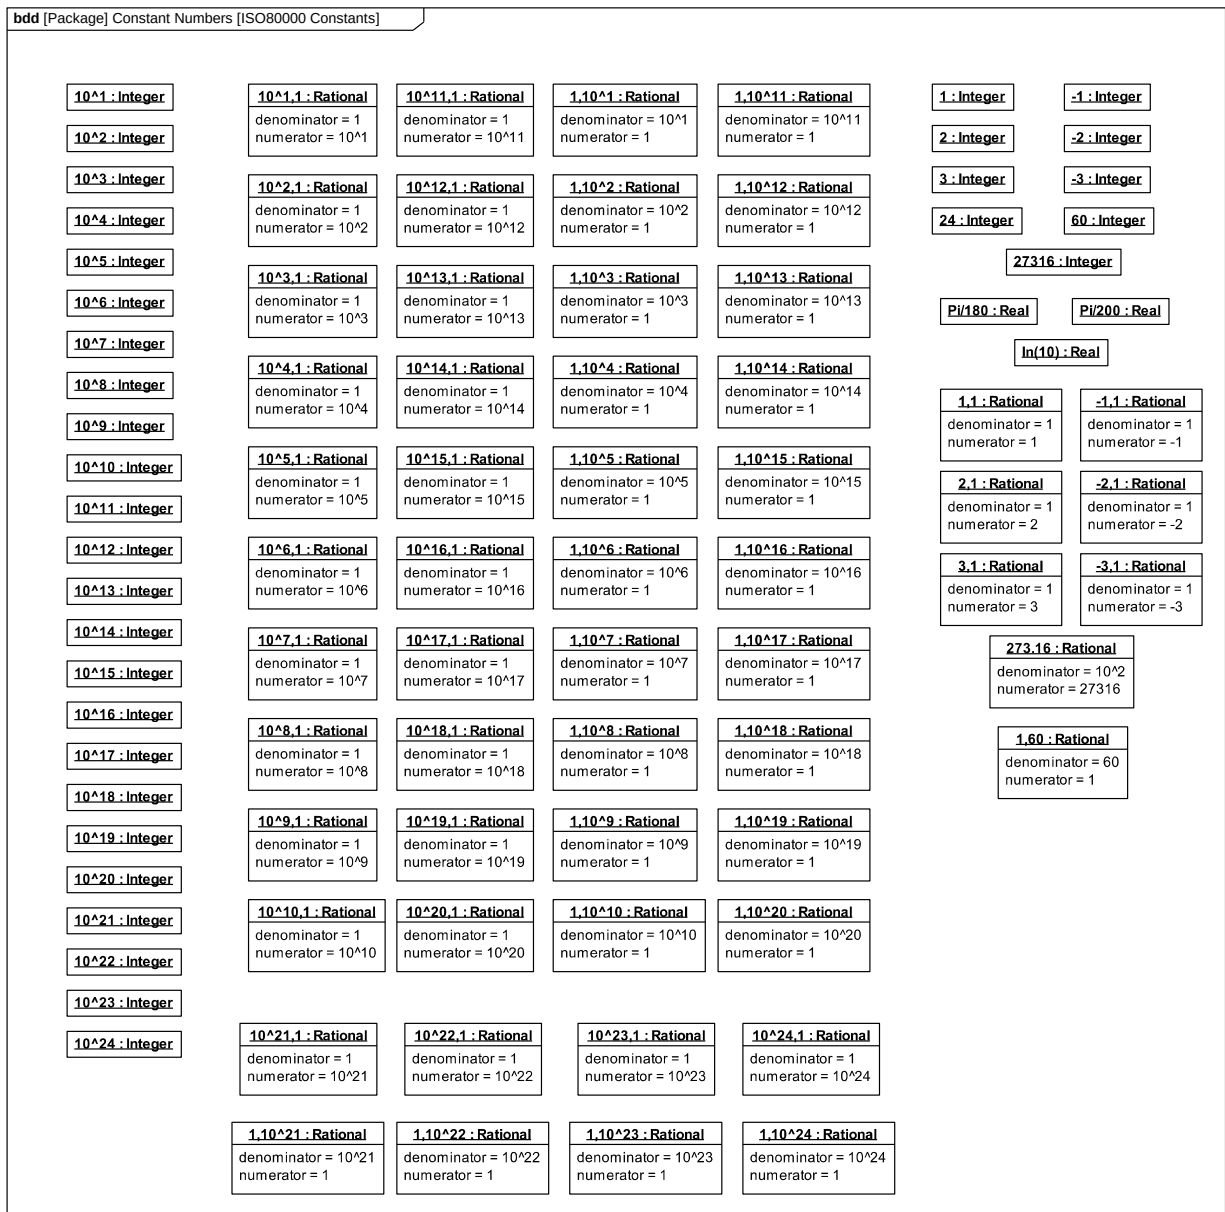 bdd [Package] Constant Numbers [ISO80000 Constants]
10^1 : Integer
10^2 : Integer
10^3 : Integer
10^4 : Integer
10^5 : Integer
10^6 : Integer
10^7 : Integer
10^8 : Integer
10^9 : Integer
10^10 : Integer
10^11 : Integer
10^12 : Integer
10^13 : Integer
10^14 : Integer
10^15 : Integer
10^16 : Integer
10^17 : Integer
10^18 : Integer
10^19 : Integer
10^20 : Integer
10^21 : Integer
10^22 : Integer
10^23 : Integer
10^24 : Integer
10^1,1 : Rational
denominator = 1
numerator = 10^1
10^11,1 : Rational
denominator = 1
numerator = 10^11
1,10^1 : Rational
denominator = 10^1
numerator = 1
1,10^11 : Rational
denominator = 10^11
numerator = 1
10^2,1 : Rational
denominator = 1
numerator = 10^2
10^12,1 : Rational
denominator = 1
numerator = 10^12
1,10^2 : Rational
denominator = 10^2
numerator = 1
1,10^12 : Rational
denominator = 10^12
numerator = 1
10^3,1 : Rational
denominator = 1
numerator = 10^3
10^13,1 : Rational
denominator = 1
numerator = 10^13
1,10^3 : Rational
denominator = 10^3
numerator = 1
1,10^13 : Rational
denominator = 10^13
numerator = 1
10^4,1 : Rational
denominator = 1
numerator = 10^4
10^14,1 : Rational
denominator = 1
numerator = 10^14
1,10^4 : Rational
denominator = 10^4
numerator = 1
1,10^14 : Rational
denominator = 10^14
numerator = 1
10^5,1 : Rational
denominator = 1
numerator = 10^5
10^15,1 : Rational
denominator = 1
numerator = 10^15
1,10^5 : Rational
denominator = 10^5
numerator = 1
1,10^15 : Rational
denominator = 10^15
numerator = 1
10^6,1 : Rational
denominator = 1
numerator = 10^6
10^16,1 : Rational
denominator = 1
numerator = 10^16
1,10^6 : Rational
denominator = 10^6
numerator = 1
1,10^16 : Rational
denominator = 10^16
numerator = 1
10^7,1 : Rational
denominator = 1
numerator = 10^7
10^17,1 : Rational
denominator = 1
numerator = 10^17
1,10^7 : Rational
denominator = 10^7
numerator = 1
1,10^17 : Rational
denominator = 10^17
numerator = 1
10^8,1 : Rational
denominator = 1
numerator = 10^8
10^18,1 : Rational
denominator = 1
numerator = 10^18
1,10^8 : Rational
denominator = 10^8
numerator = 1
1,10^18 : Rational
denominator = 10^18
numerator = 1
10^9,1 : Rational
denominator = 1
numerator = 10^9
10^19,1 : Rational
denominator = 1
numerator = 10^19
1,10^9 : Rational
denominator = 10^9
numerator = 1
1,10^19 : Rational
denominator = 10^19
numerator = 1
10^10,1 : Rational
denominator = 1
numerator = 10^10
10^20,1 : Rational
denominator = 1
numerator = 10^20
1,10^10 : Rational
denominator = 10^10
numerator = 1
1,10^20 : Rational
denominator = 10^20
numerator = 1
10^21,1 : Rational
denominator = 1
numerator = 10^21
10^22,1 : Rational
denominator = 1
numerator = 10^22
10^23,1 : Rational
denominator = 1
numerator = 10^23
10^24,1 : Rational
denominator = 1
numerator = 10^24
1,10^21 : Rational
denominator = 10^21
numerator = 1
1,10^22 : Rational
denominator = 10^22
numerator = 1
1,10^23 : Rational
denominator = 10^23
numerator = 1
1,10^24 : Rational
denominator = 10^24
numerator = 1
1 : Integer
-1 : Integer
2 : Integer
-2 : Integer
3 : Integer
-3 : Integer
24 : Integer
60 : Integer
27316 : Integer
Pi/180 : Real
Pi/200 : Real
ln(10) : Real
1,1 : Rational
denominator = 1
numerator = 1
-1,1 : Rational
denominator = 1
numerator = -1
2,1 : Rational
denominator = 1
numerator = 2
-2,1 : Rational
denominator = 1
numerator = -2
3,1 : Rational
denominator = 1
numerator = 3
-3,1 : Rational
denominator = 1
numerator = -3
273.16 : Rational
denominator = 10^2
numerator = 27316
1,60 : Rational
denominator = 60
numerator = 1